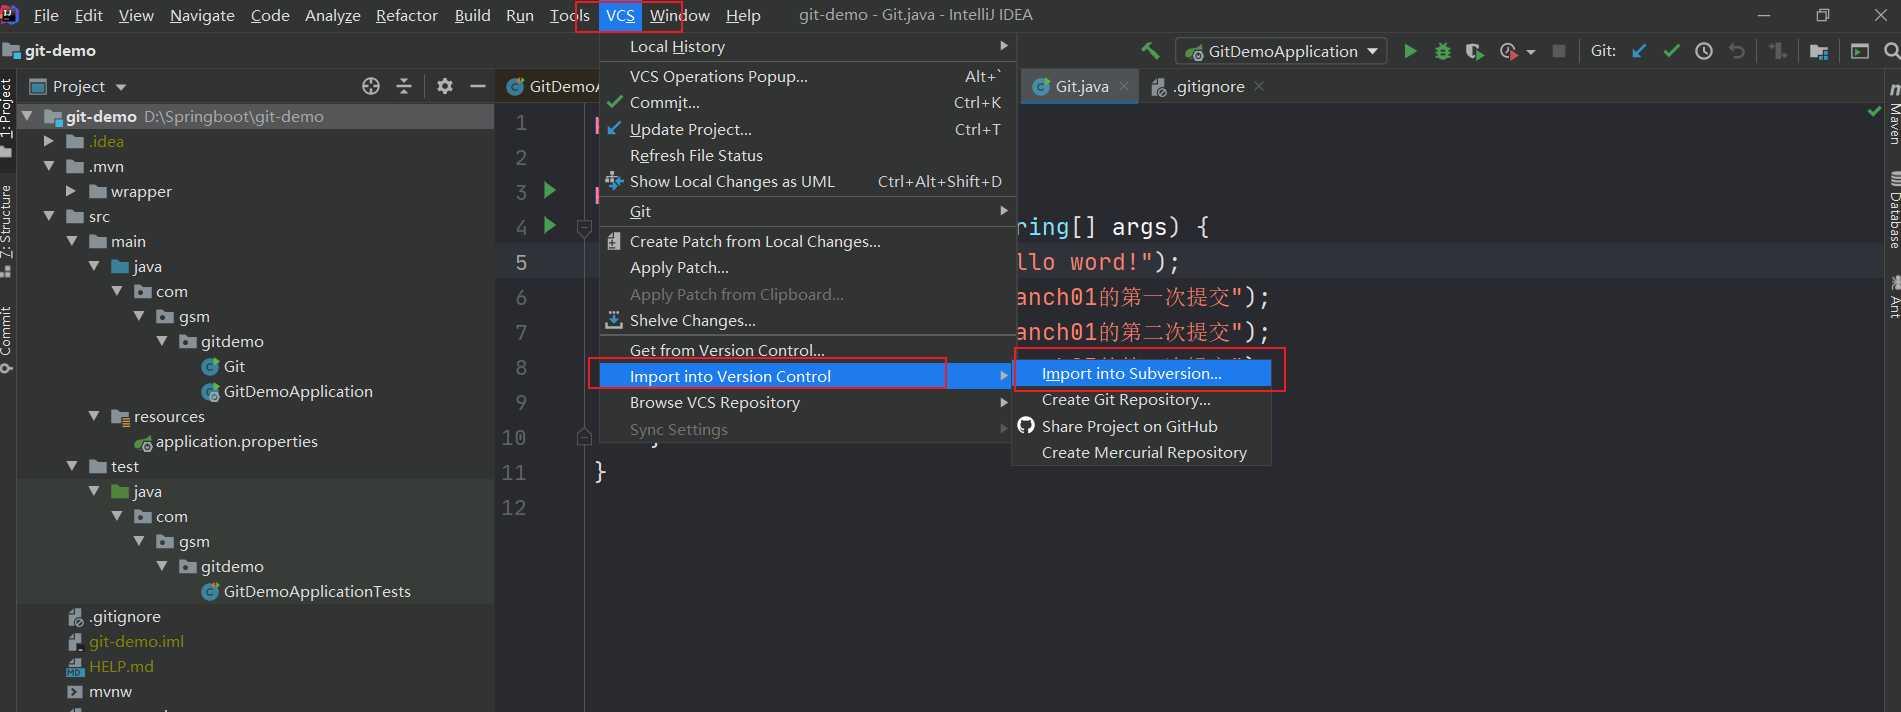 File Edit View Navigate Code Analyze Refactor Build Run Tools VCS Window Help git-demo - Git.java - IntelliJ IDEA
git-demo
GitDemoApplication
Git:
Project
GitDemoA
Git.java
.gitignore
1: Project
Z: Structure
Commit
git-demo D:\Springboot\git-demo
.idea
.mvn
wrapper
src
main
java
com
gsm
gitdemo
Git
GitDemoApplication
resources
application.properties
test
java
com
gsm
gitdemo
GitDemoApplicationTests
.gitignore
git-demo.iml
HELP.md
mvnw
Local History
VCS Operations Popup... Alt+`
Commit... Ctrl+K
Update Project... Ctrl+T
Refresh File Status
Show Local Changes as UML Ctrl+Alt+Shift+D
Git
Create Patch from Local Changes...
Apply Patch...
Apply Patch from Clipboard...
Shelve Changes...
Get from Version Control...
Import into Version Control
Browse VCS Repository
Sync Settings
Import into Subversion...
Create Git Repository...
Share Project on GitHub
Create Mercurial Repository
1
2
3
4 ring[] args) {
5 llo word!");
6 anch01的第一次提交");
7 anch01的第二次提交");
8
9
10 }
11 }
12
Maven
Database
Ant